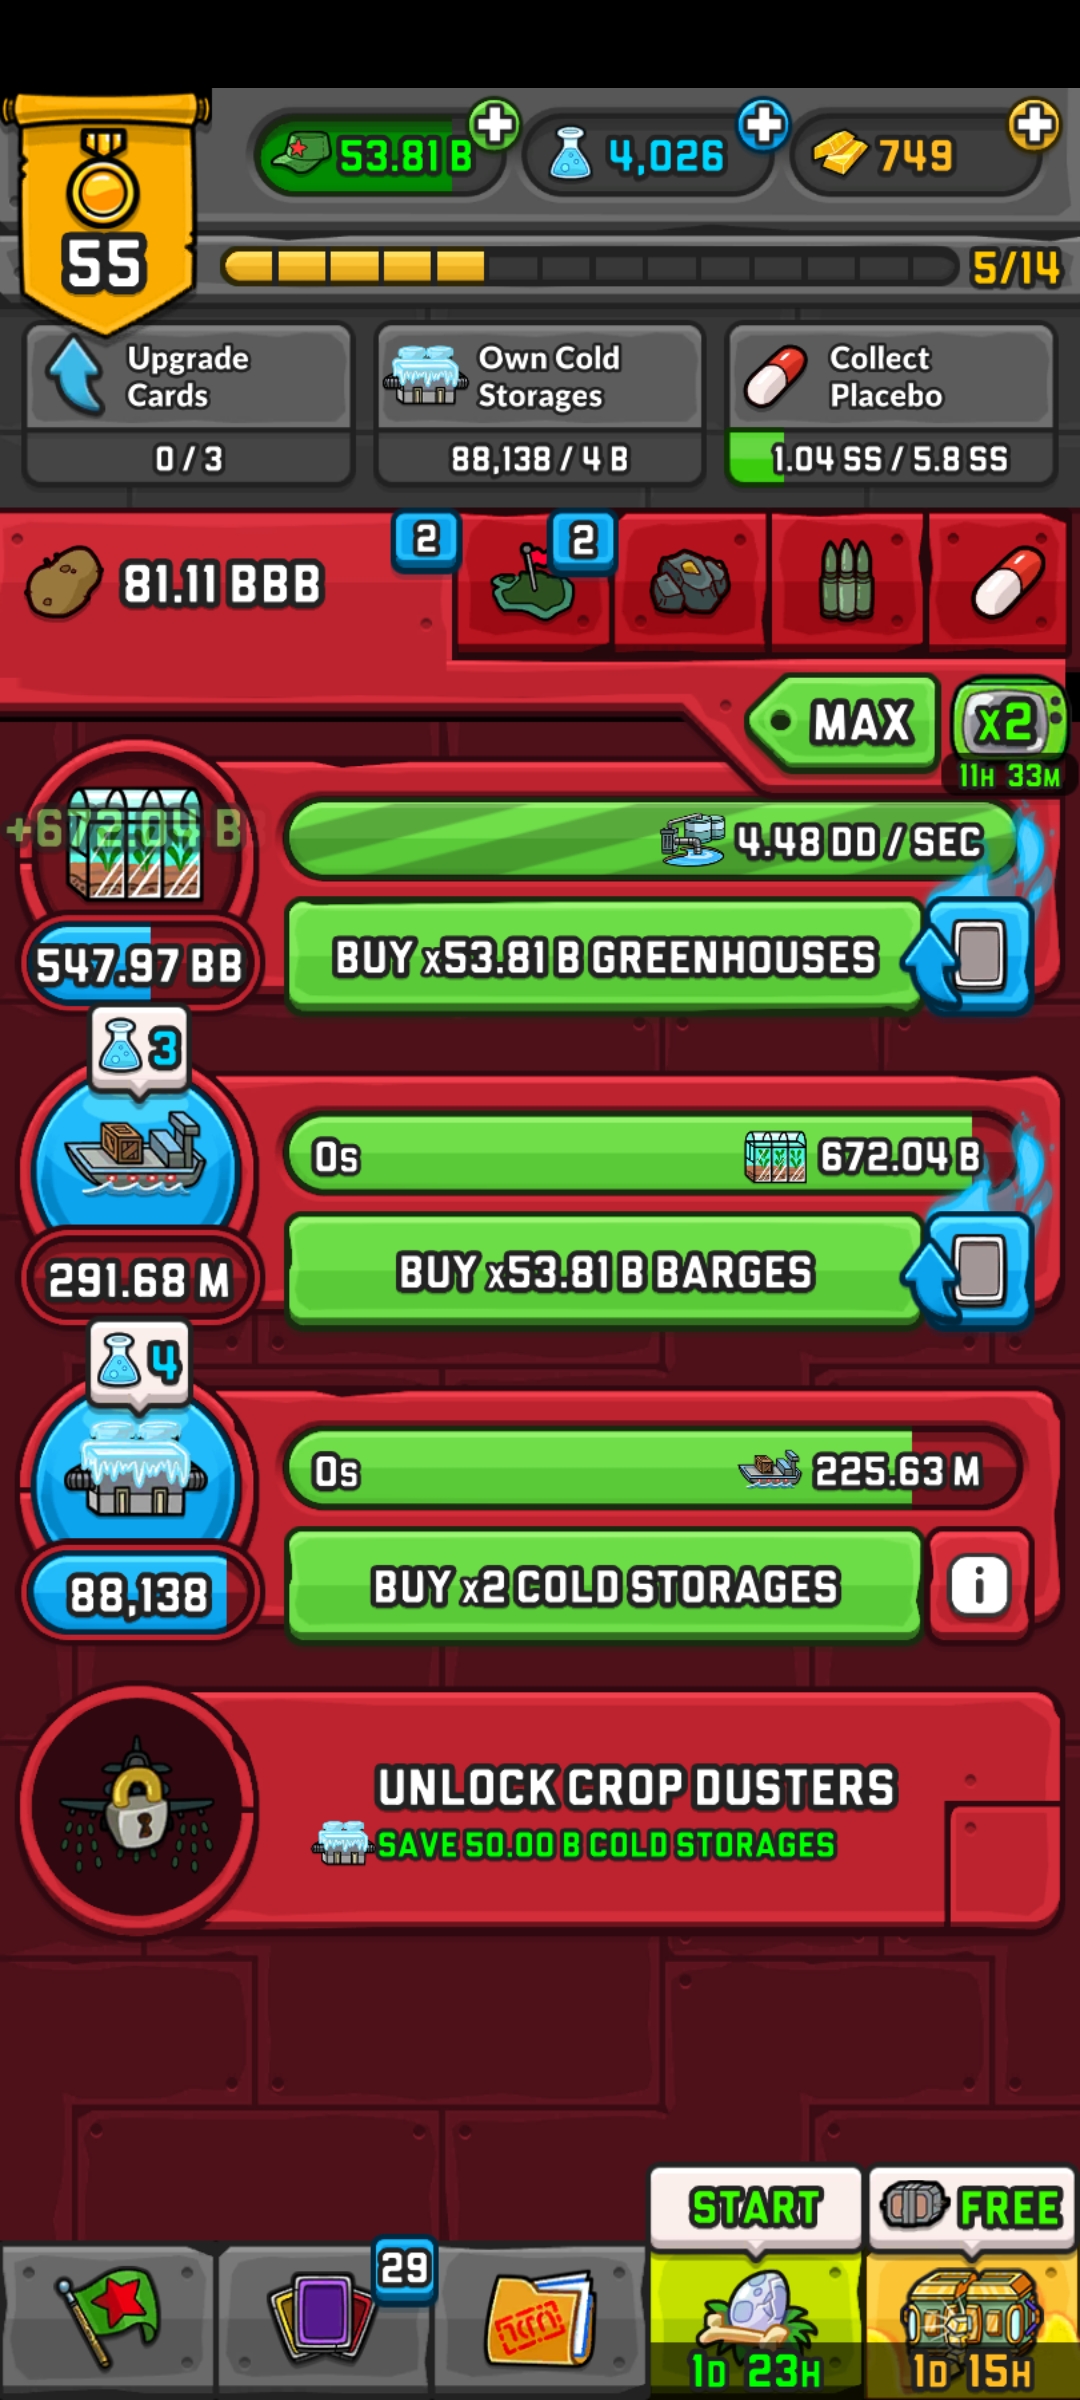 53.81 B
4,026
749
55
5/14
Upgrade
Cards
0 / 3
Own Cold
Storages
88,138 / 4 B
Collect
Placebo
1.04 SS / 5.8 SS
81.11 BBB
2
2
MAX
x2
11H 33M
+672.04 B
4.48 DD / SEC
547.97 BB
BUY x53.81 B GREENHOUSES
3
0s
672.04 B
291.68 M
BUY x53.81 B BARGES
4
0s
225.63 M
88,138
BUY x2 COLD STORAGES
i
UNLOCK CROP DUSTERS
SAVE 50.00 B COLD STORAGES
START
FREE
29
1D 23H
1D 15H